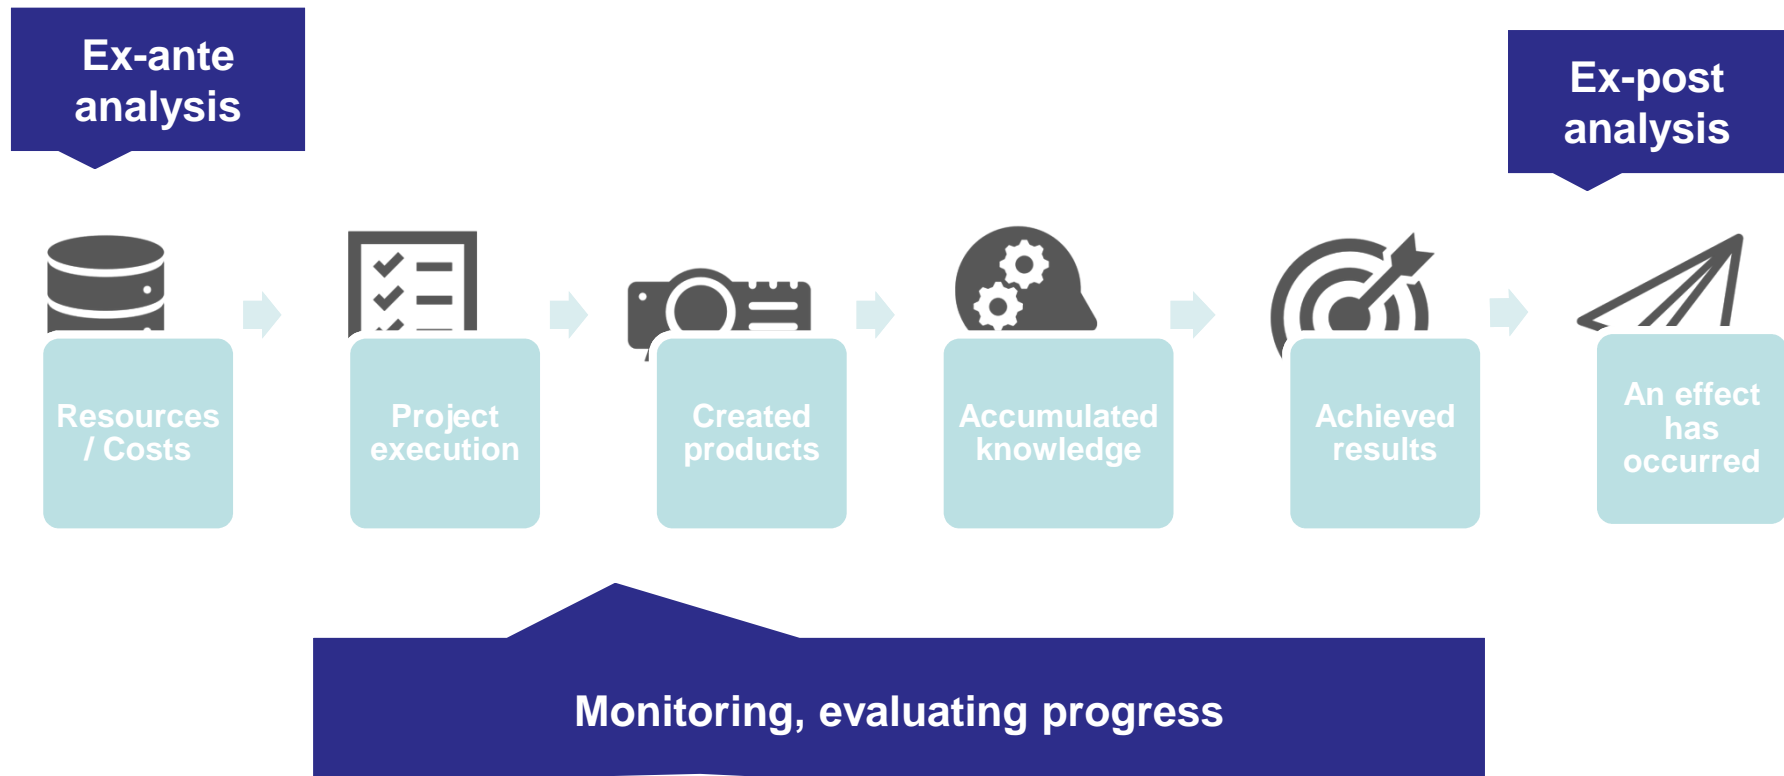 Ex-ante
analysis
Ex-post
analysis
Resources
/ Costs
Project
execution
Created
products
Accumulated
knowledge
Achieved
results
An effect
has
occurred
Monitoring, evaluating progress